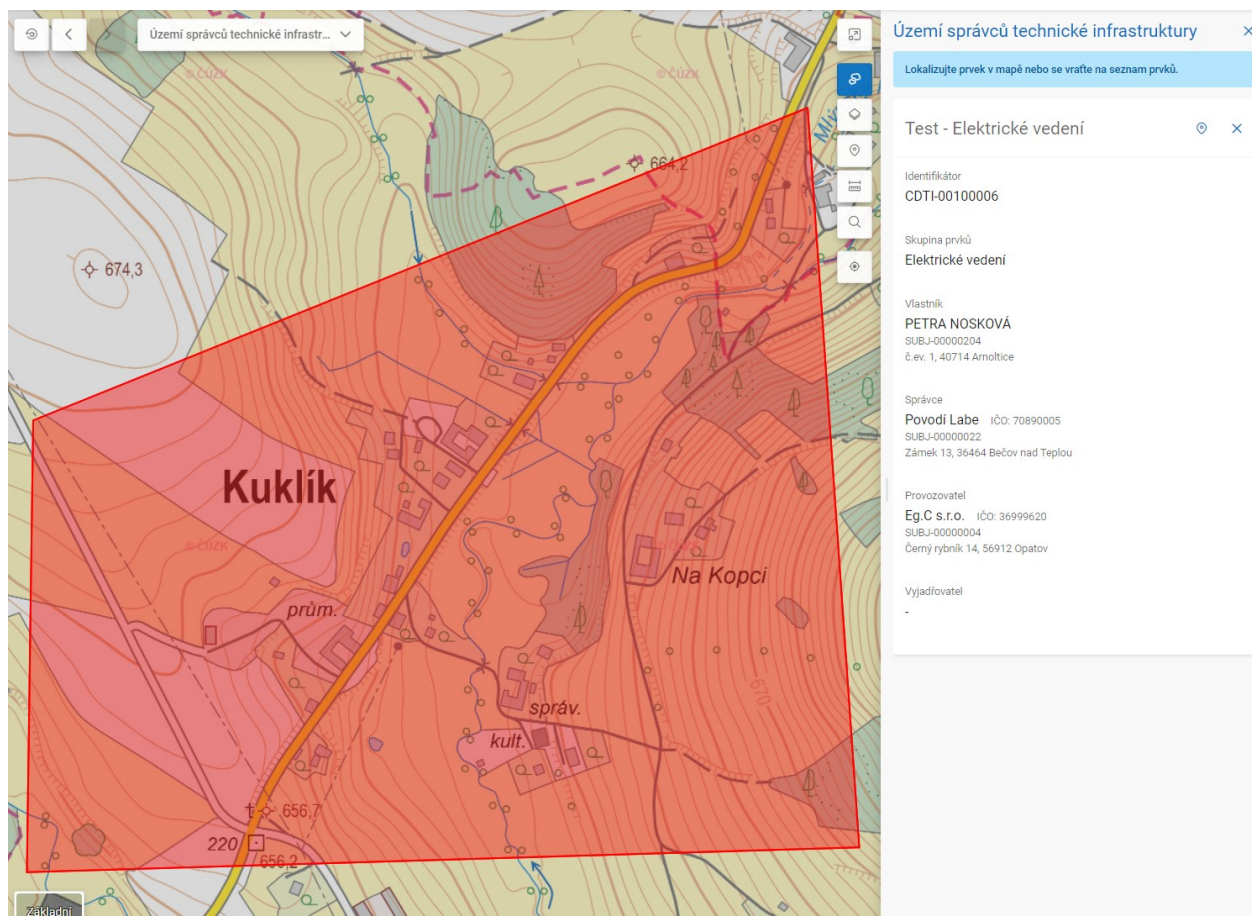 Území správců technické infrastr...
© ČÚZK
© ČÚZK
664,2
674,3
Kuklík
© ČÚZK
© ČÚZK
Na Kopci
prům.
670
správ.
kult.
656,7
220
656,2
Základní
Území správců technické infrastruktury
Lokalizujte prvek v mapě nebo se vraťte na seznam prvků.
Test - Elektrické vedení
Identifikátor
CDTI-00100006
Skupina prvků
Elektrické vedení
Vlastník
PETRA NOSKOVÁ
SUBJ-00000204
č.ev. 1, 40714 Arnoltice
Správce
Povodí Labe IČO: 70890005
SUBJ-00000022
Zámek 13, 36464 Bečov nad Teplou
Provozovatel
Eg.C s.r.o. IČO: 36999620
SUBJ-00000004
Černý rybník 14, 56912 Opatov
Vyjadřovatel
-